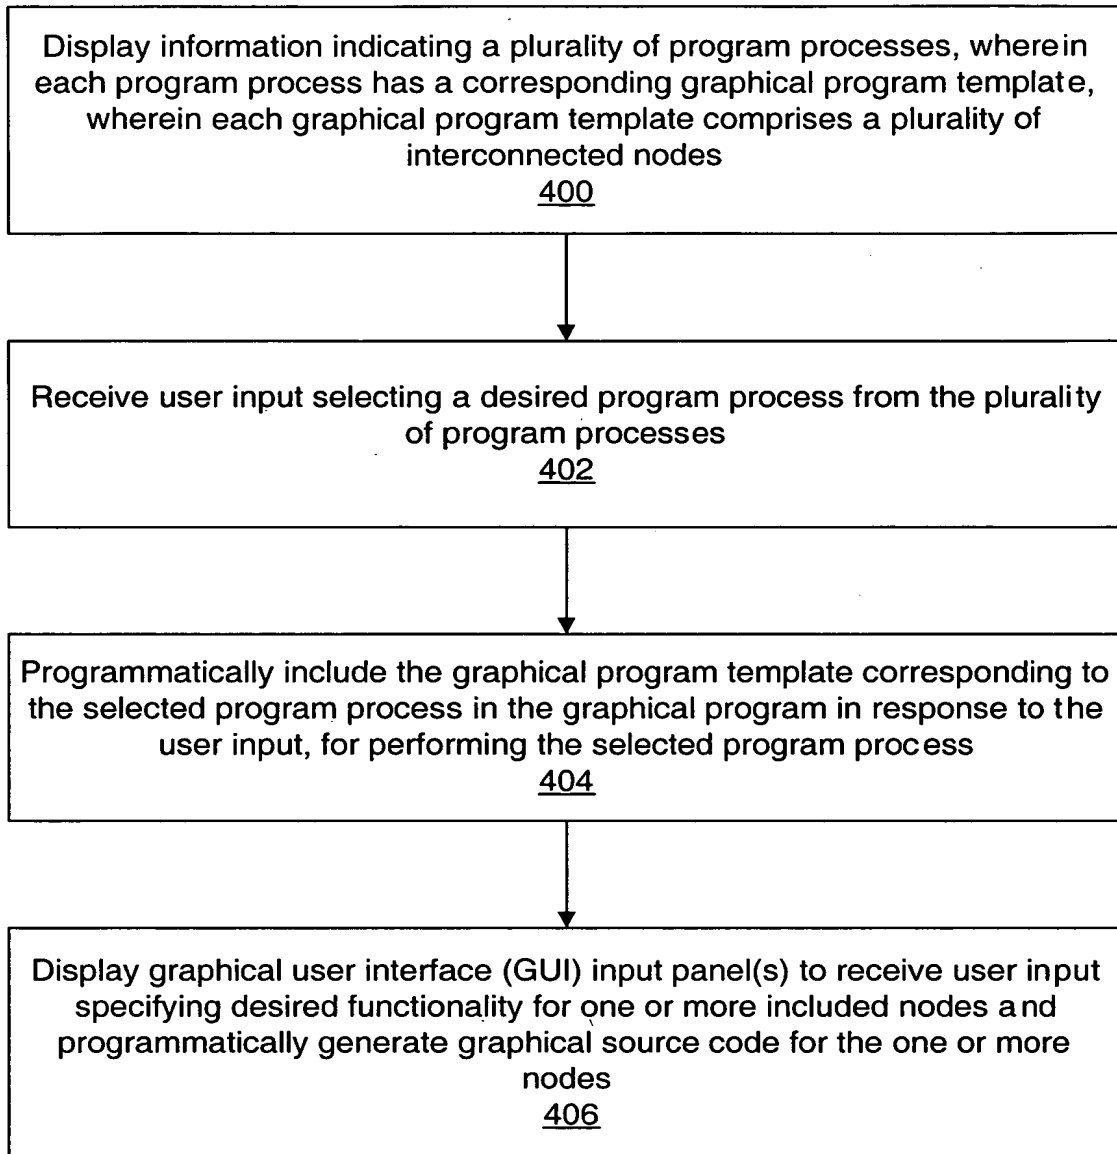 Display information indicating a plurality of program processes, wherein
each program process has a corresponding graphical program template,
wherein each graphical program template comprises a plurality of
interconnected nodes
400
Receive user input selecting a desired program process from the plurality
of program processes
402
Programmatically include the graphical program template corresponding to
the selected program process in the graphical program in response to the
user input, for performing the selected program process
404
Display graphical user interface (GUI) input panel(s) to receive user input
specifying desired functionality for one or more included nodes and
programmatically generate graphical source code for the one or more
nodes
406